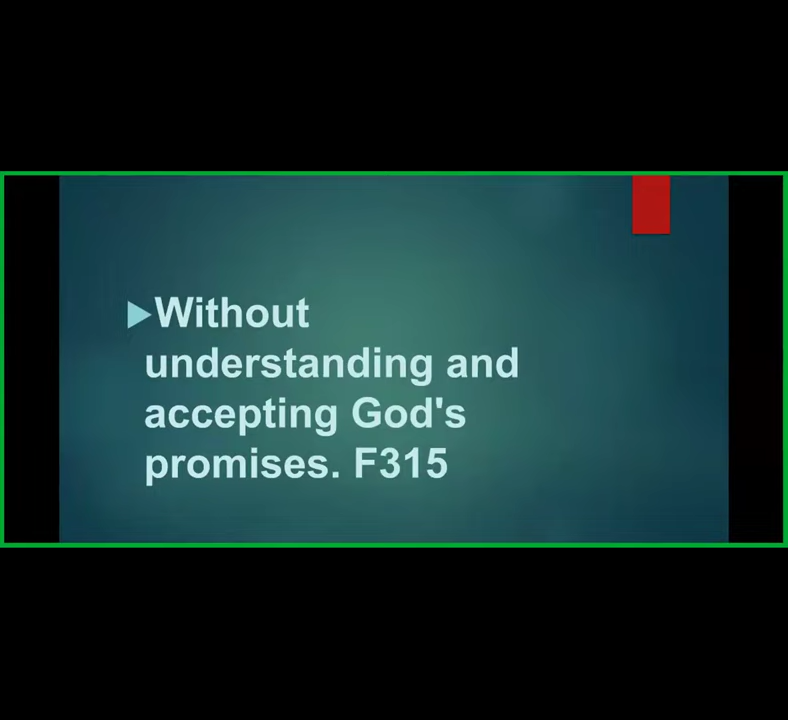 Without
understanding and
accepting God's
promises. F315